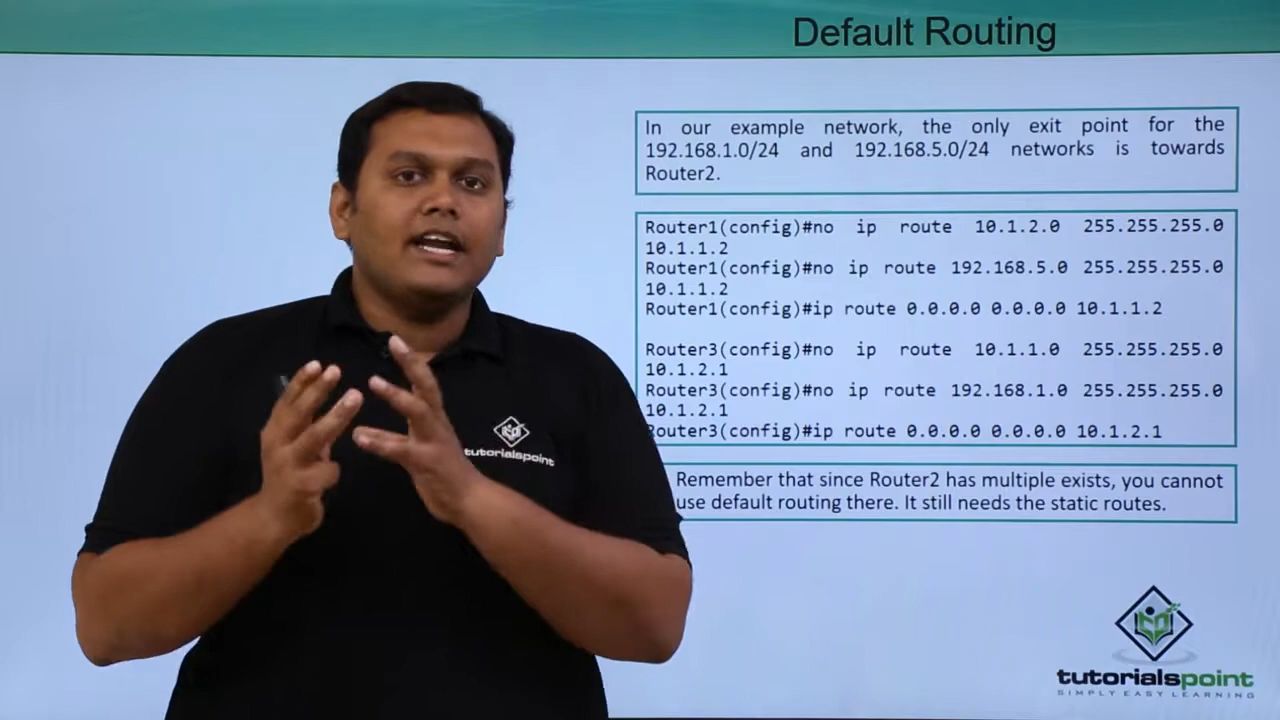 Default Routing
In our example network, the only exit point for the
192.168.1.0/24 and 192.168.5.0/24 networks is towards
Router2.
Router1(config)#no ip route 10.1.2.0 255.255.255.0
10.1.1.2
Router1(config)#no ip route 192.168.5.0 255.255.255.0
10.1.1.2
Router1(config)#ip route 0.0.0.0 0.0.0.0 10.1.1.2
Router3(config)#no ip route 10.1.1.0 255.255.255.0
10.1.2.1
Router3(config)#no ip route 192.168.1.0 255.255.255.0
10.1.2.1
Router3(config)#ip route 0.0.0.0 0.0.0.0 10.1.2.1
Remember that since Router2 has multiple exists, you cannot
use default routing there. It still needs the static routes.
tutorialspoint
tutorialspoint
SIMPLY EASY LEARNING